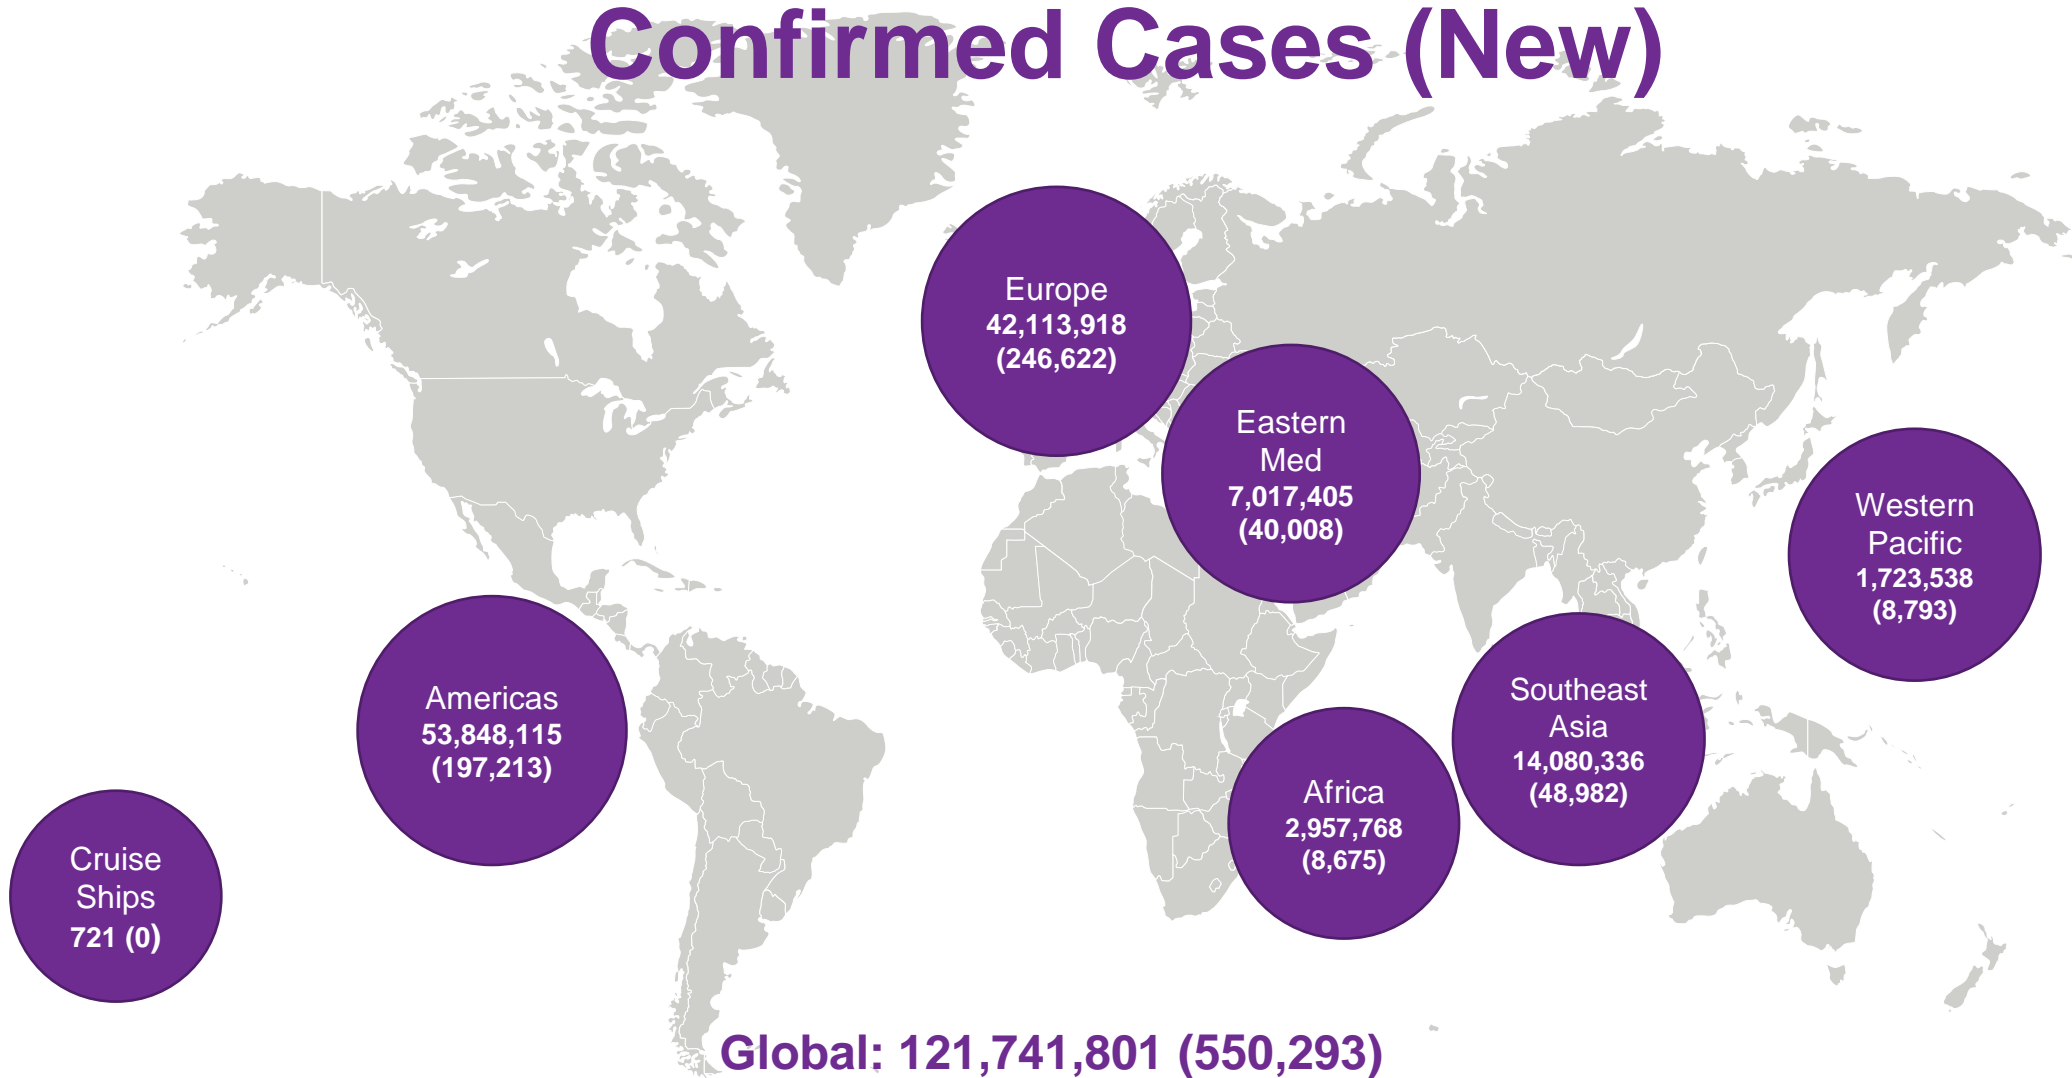 Confirmed Cases (New)
Europe
42,113,918
(246,622)
Eastern
Med
7,017,405
(40,008)
Western
Pacific
1,723,538
(8,793)
Americas
53,848,115
(197,213)
Southeast
Asia
14,080,336
(48,982)
Africa
2,957,768
(8,675)
Cruise
Ships
721 (0)
Global: 121,741,801 (550,293)